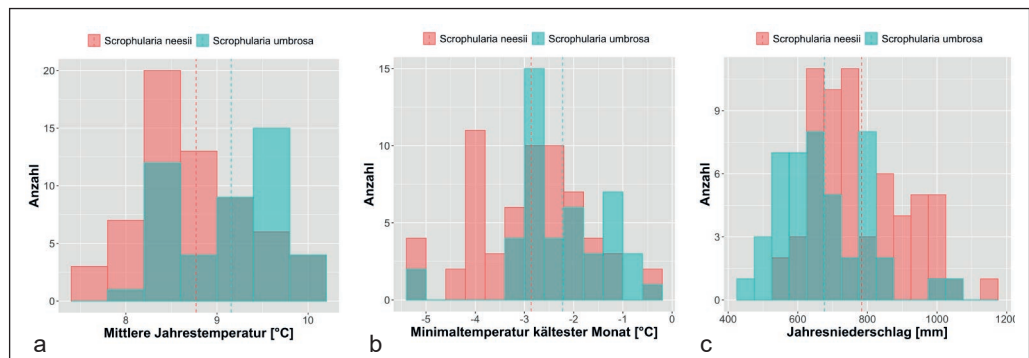 Scrophularia neesii Scrophularia umbrosa
20
15
10
5
0
Anzahl
8 9 10
Mittlere Jahrestemperatur [°C]
a
Scrophularia neesii Scrophularia umbrosa
15
10
5
0
Anzahl
-5 -4 -3 -2 -1 0
Minimaltemperatur kältester Monat [°C]
b
Scrophularia neesii Scrophularia umbrosa
9
6
3
0
Anzahl
400 600 800 1000 1200
Jahresniederschlag [mm]
c